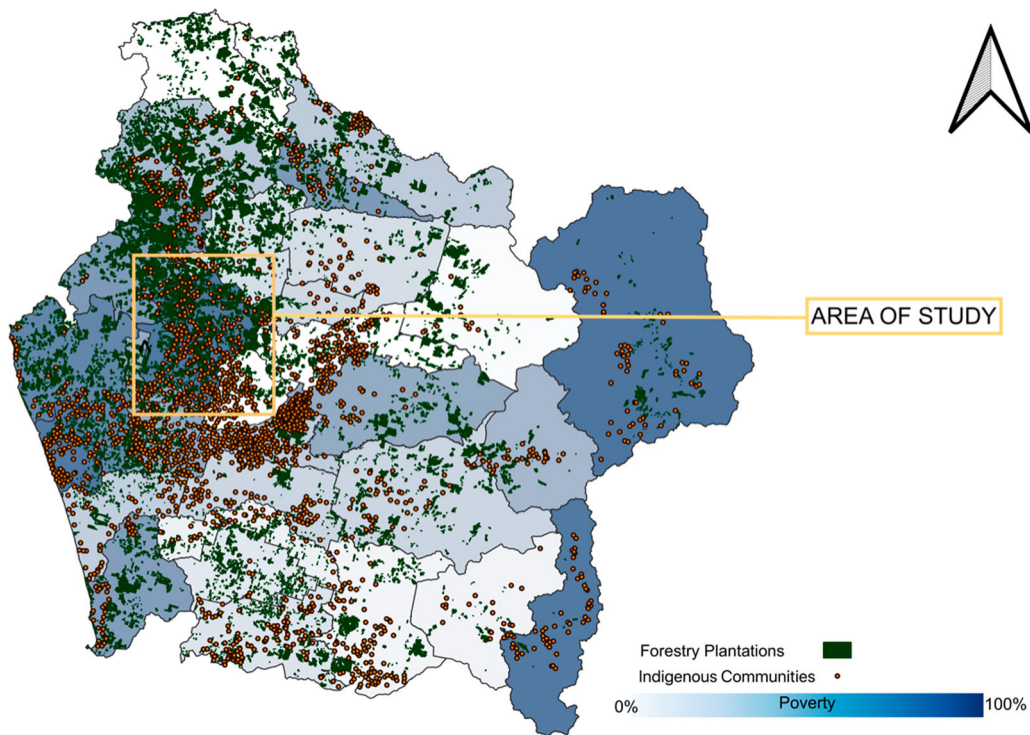 AREA OF STUDY
Forestry Plantations
Indigenous Communities
0% Poverty 100%